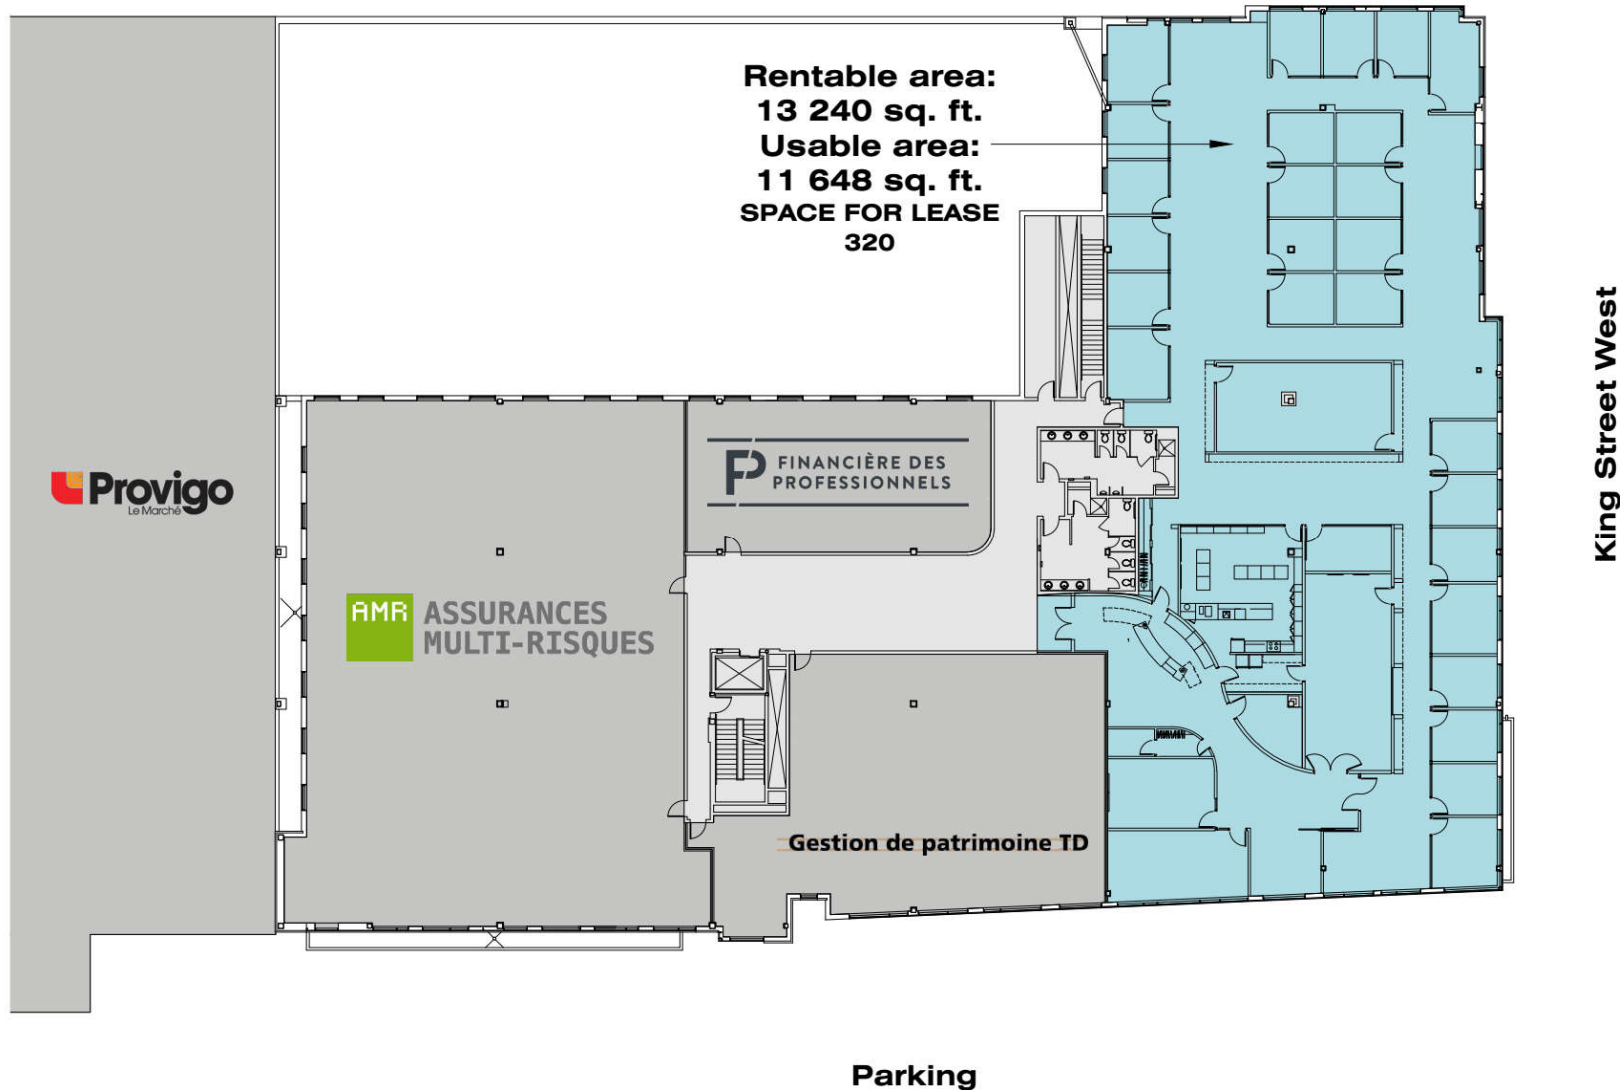 Rentable area:
13 240 sq. ft.
Usable area:
11 648 sq. ft.
SPACE FOR LEASE
320
King Street West
Provigo
Le Marché
FP FINANCIÈRE DES
PROFESSIONNELS
AMR ASSURANCES
MULTI-RISQUES
Gestion de patrimoine TD
Parking